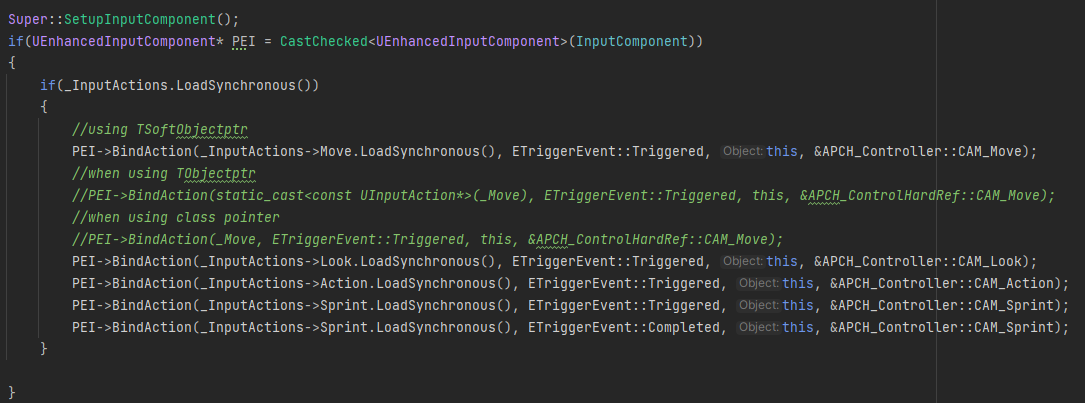 Super::SetupInputComponent();
if(UEnhancedInputComponent* PEI = CastChecked<UEnhancedInputComponent>(InputComponent))
{
if(_InputActions.LoadSynchronous())
{
//using TSoftObjectptr
PEI->BindAction(_InputActions->Move.LoadSynchronous(), ETriggerEvent::Triggered, Object:this, &APCH_Controller::CAM_Move);
//when using TObjectptr
//PEI->BindAction(static_cast<const UInputAction*>(_Move), ETriggerEvent::Triggered, this, &APCH_ControlHardRef::CAM_Move);
//when using class pointer
//PEI->BindAction(_Move, ETriggerEvent::Triggered, this, &APCH_ControlHardRef::CAM_Move);
PEI->BindAction(_InputActions->Look.LoadSynchronous(), ETriggerEvent::Triggered, Object:this, &APCH_Controller::CAM_Look);
PEI->BindAction(_InputActions->Action.LoadSynchronous(), ETriggerEvent::Triggered, Object:this, &APCH_Controller::CAM_Action);
PEI->BindAction(_InputActions->Sprint.LoadSynchronous(), ETriggerEvent::Triggered, Object:this, &APCH_Controller::CAM_Sprint);
PEI->BindAction(_InputActions->Sprint.LoadSynchronous(), ETriggerEvent::Completed, Object:this, &APCH_Controller::CAM_Sprint);
}
}